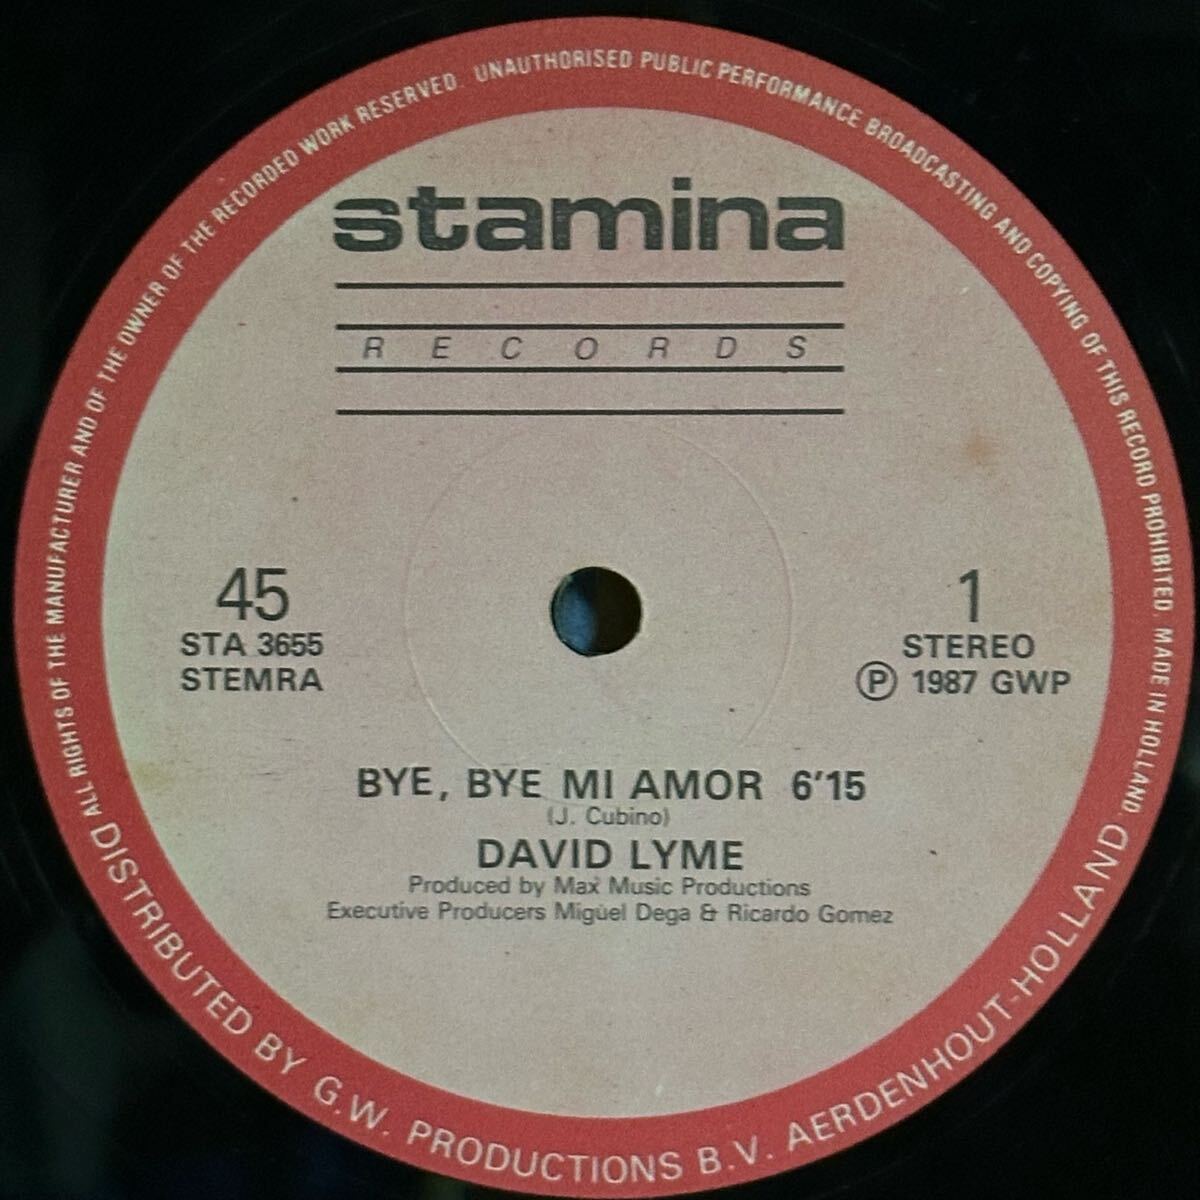 stamina
RECORDS
45
STA 3655
STEMRA
1
STEREO
Ⓟ 1987 GWP
BYE, BYE MI AMOR 6'15
(J. Cubino)
DAVID LYME
Produced by Max Music Productions
Executive Producers Migüel Dega & Ricardo Gomez
ALL RIGHTS OF THE MANUFACTURER AND OF THE OWNER OF THE RECORDED WORK RESERVED. UNAUTHORISED PUBLIC PERFORMANCE BROADCASTING AND COPYING OF THIS RECORD PROHIBITED. MADE IN HOLLAND
DISTRIBUTED BY G.W. PRODUCTIONS B.V. AERDENHOUT-HOLLAND